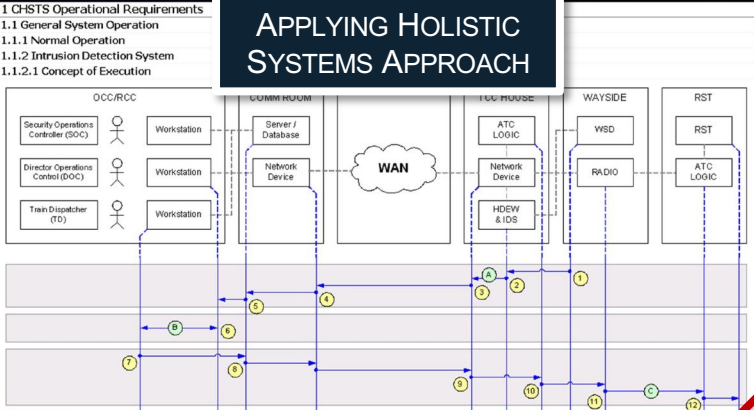 1 CHSTS Operational Requirements
1.1 General System Operation
1.1.1 Normal Operation
1.1.2 Intrusion Detection System
1.1.2.1 Concept of Execution
APPLYING HOLISTIC
SYSTEMS APPROACH
OCC/RCC
COMM ROOM
TCC HOUSE
WAYSIDE
RST
Security Operations
Controller (SOC)
Workstation
Server /
Database
ATC
LOGIC
WSD
RST
Director Operations
Control (DOC)
Workstation
Network
Device
WAN
Network
Device
RADIO
ATC
LOGIC
Train Dispatcher
(TD)
Workstation
HDEW
& IDS
A
1
2
3
4
5
B
6
7
8
9
10
C
11
12